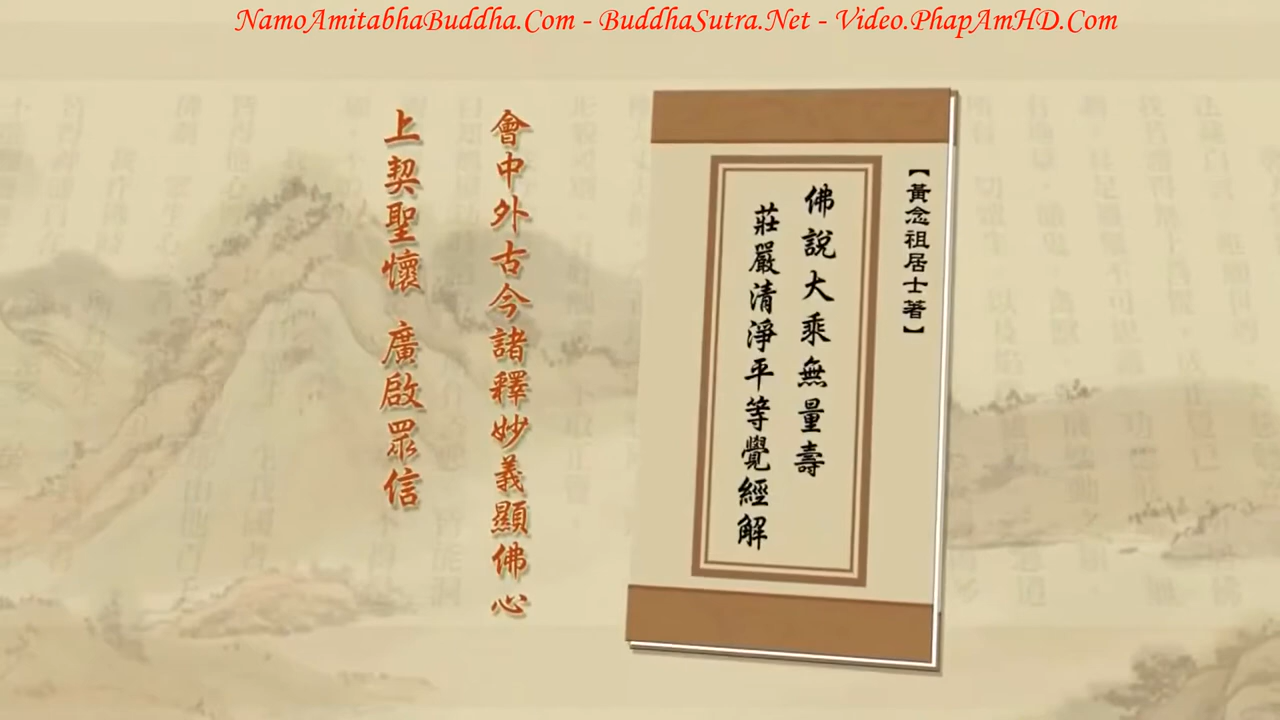 NamoAmitabhaBuddha.Com - BuddhaSutra.Net - Video.PhapAmHD.Com
【黃念祖居士著】
佛說大乘無量壽
莊嚴清淨平等覺經解
會中外古今諸釋妙義顯佛心
上契聖懷 廣啟眾信